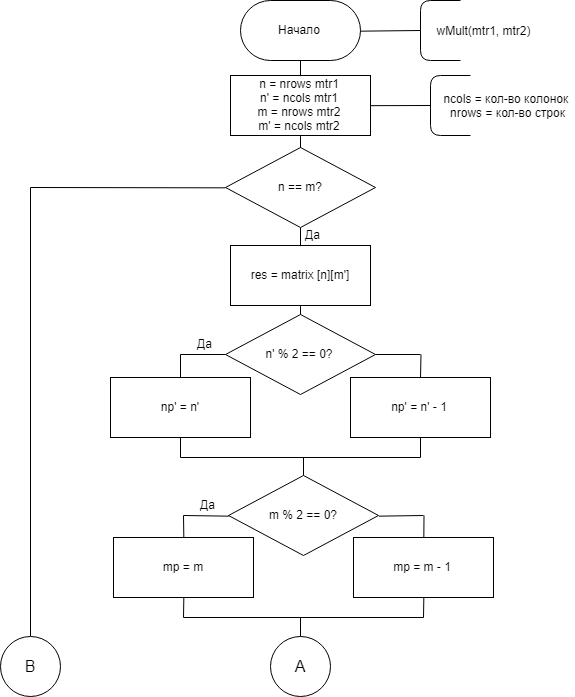 Начало
wMult(mtr1, mtr2)
n = nrows mtr1
n' = ncols mtr1
m = nrows mtr2
m' = ncols mtr2
ncols = кол-во колонок
nrows = кол-во строк
n == m?
Да
res = matrix [n][m']
n' % 2 == 0?
Да
np' = n'
np' = n' - 1
m % 2 == 0?
Да
mp = m
mp = m - 1
B
A